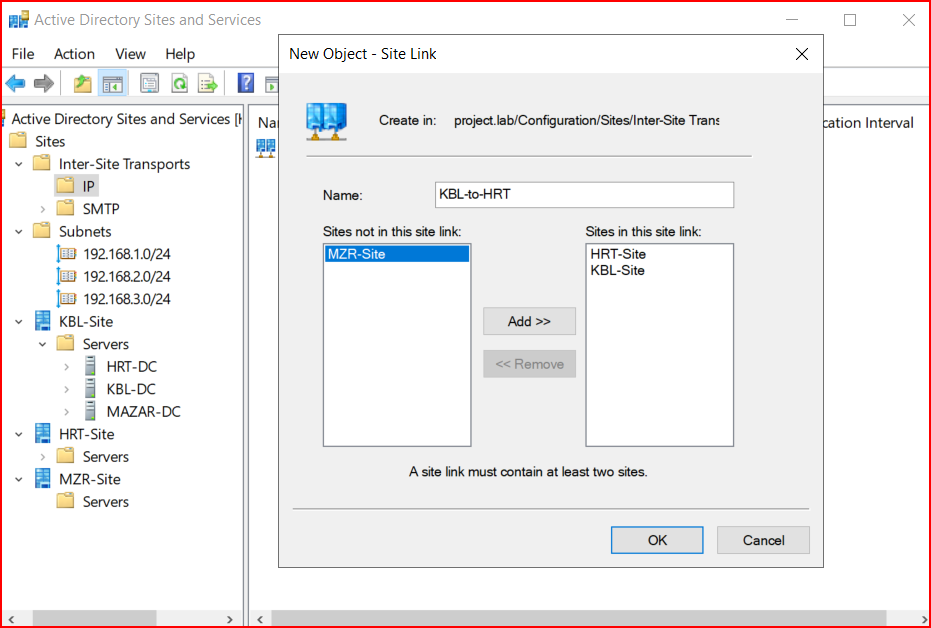 Active Directory Sites and Services
File Action View Help
Active Directory Sites and Services [
Sites
Inter-Site Transports
IP
SMTP
Subnets
192.168.1.0/24
192.168.2.0/24
192.168.3.0/24
KBL-Site
Servers
HRT-DC
KBL-DC
MAZAR-DC
HRT-Site
Servers
MZR-Site
Servers
Nar
cation Interval
New Object - Site Link
Create in: project.lab/Configuration/Sites/Inter-Site Trans
Name: KBL-to-HRT
Sites not in this site link:
MZR-Site
Sites in this site link:
HRT-Site
KBL-Site
Add >>
<< Remove
A site link must contain at least two sites.
OK Cancel